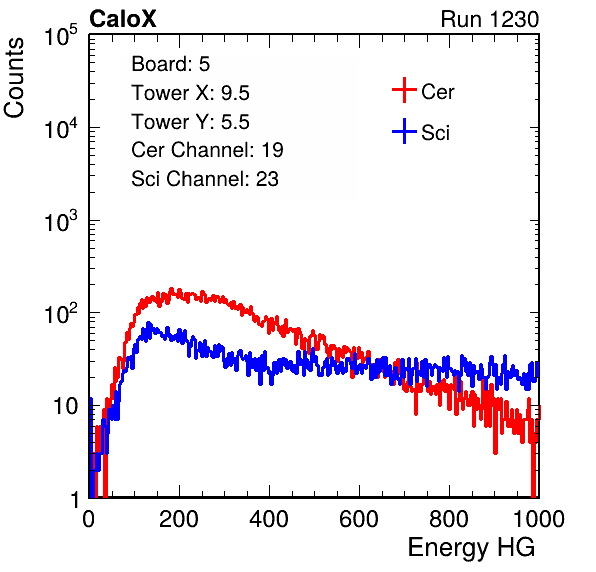 CaloX Run 1230
Counts
10^5
10^4
10^3
10^2
10
1
Board: 5
Tower X: 9.5
Tower Y: 5.5
Cer Channel: 19
Sci Channel: 23
Cer
Sci
0 200 400 600 800 1000
Energy HG